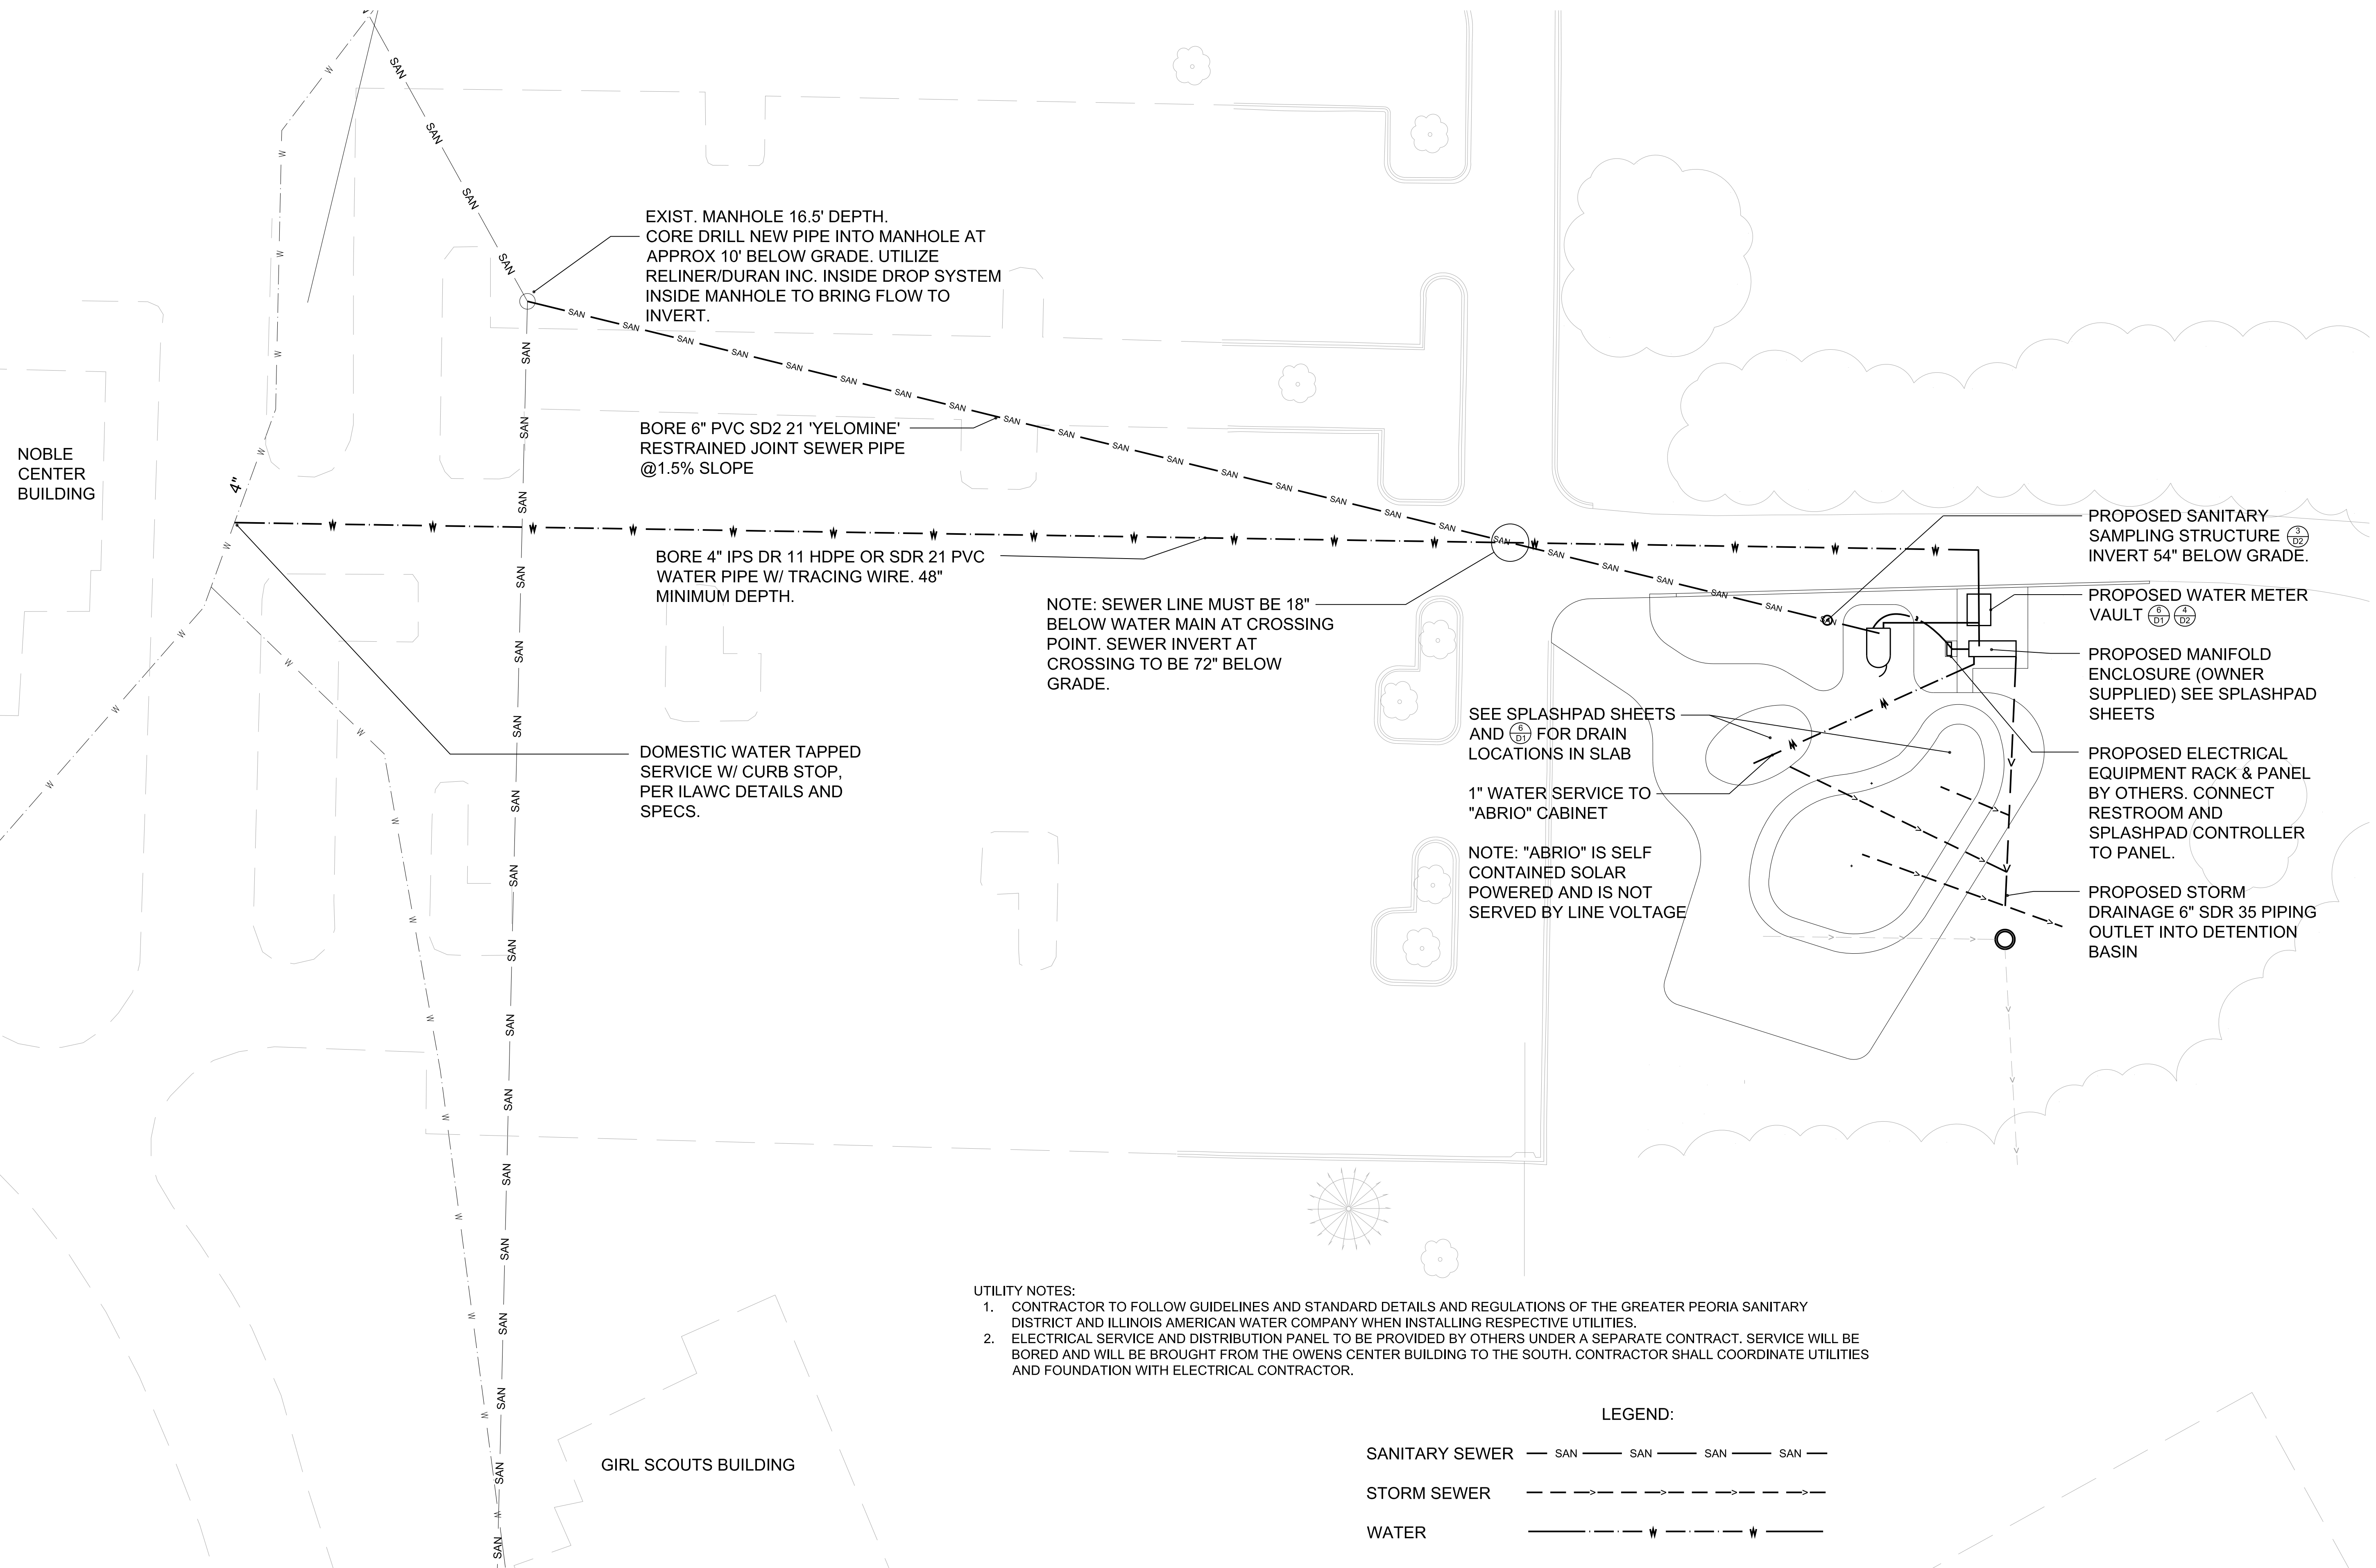 EXIST. MANHOLE 16.5' DEPTH.
CORE DRILL NEW PIPE INTO MANHOLE AT
APPROX 10' BELOW GRADE. UTILIZE
RELINER/DURAN INC. INSIDE DROP SYSTEM
INSIDE MANHOLE TO BRING FLOW TO
INVERT.
BORE 6" PVC SD2 21 'YELOMINE'
RESTRAINED JOINT SEWER PIPE
@1.5% SLOPE
NOBLE
CENTER
BUILDING
4"
BORE 4" IPS DR 11 HDPE OR SDR 21 PVC
WATER PIPE W/ TRACING WIRE. 48"
MINIMUM DEPTH.
NOTE: SEWER LINE MUST BE 18"
BELOW WATER MAIN AT CROSSING
POINT. SEWER INVERT AT
CROSSING TO BE 72" BELOW
GRADE.
DOMESTIC WATER TAPPED
SERVICE W/ CURB STOP,
PER ILAWC DETAILS AND
SPECS.
SEE SPLASHPAD SHEETS
AND 6/D1 FOR DRAIN
LOCATIONS IN SLAB
1" WATER SERVICE TO
"ABRIO" CABINET
NOTE: "ABRIO" IS SELF
CONTAINED SOLAR
POWERED AND IS NOT
SERVED BY LINE VOLTAGE
PROPOSED SANITARY
SAMPLING STRUCTURE 3/D2
INVERT 54" BELOW GRADE.
PROPOSED WATER METER
VAULT 6/D1 4/D2
PROPOSED MANIFOLD
ENCLOSURE (OWNER
SUPPLIED) SEE SPLASHPAD
SHEETS
PROPOSED ELECTRICAL
EQUIPMENT RACK & PANEL
BY OTHERS. CONNECT
RESTROOM AND
SPLASHPAD CONTROLLER
TO PANEL.
PROPOSED STORM
DRAINAGE 6" SDR 35 PIPING
OUTLET INTO DETENTION
BASIN
UTILITY NOTES:
1. CONTRACTOR TO FOLLOW GUIDELINES AND STANDARD DETAILS AND REGULATIONS OF THE GREATER PEORIA SANITARY
DISTRICT AND ILLINOIS AMERICAN WATER COMPANY WHEN INSTALLING RESPECTIVE UTILITIES.
2. ELECTRICAL SERVICE AND DISTRIBUTION PANEL TO BE PROVIDED BY OTHERS UNDER A SEPARATE CONTRACT. SERVICE WILL BE
BORED AND WILL BE BROUGHT FROM THE OWENS CENTER BUILDING TO THE SOUTH. CONTRACTOR SHALL COORDINATE UTILITIES
AND FOUNDATION WITH ELECTRICAL CONTRACTOR.
GIRL SCOUTS BUILDING
LEGEND:
SANITARY SEWER SAN SAN SAN SAN
STORM SEWER
WATER W W